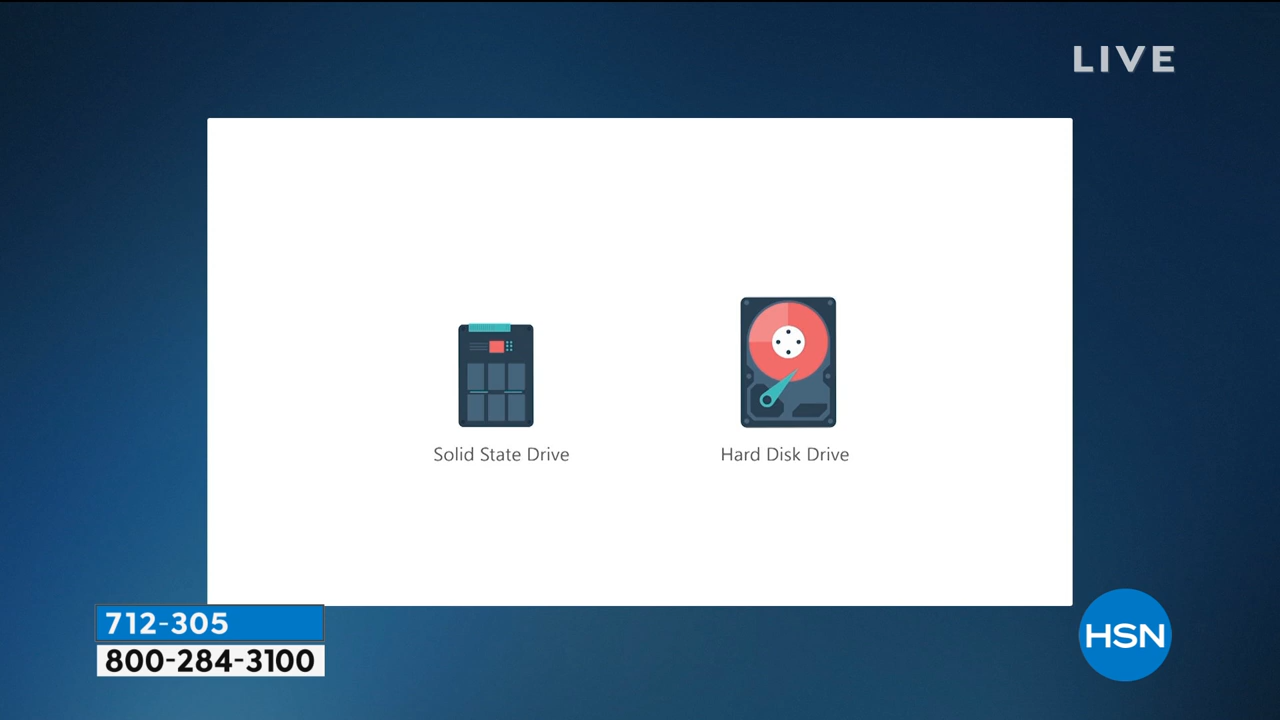 LIVE
Solid State Drive
Hard Disk Drive
712-305
800-284-3100
HSN